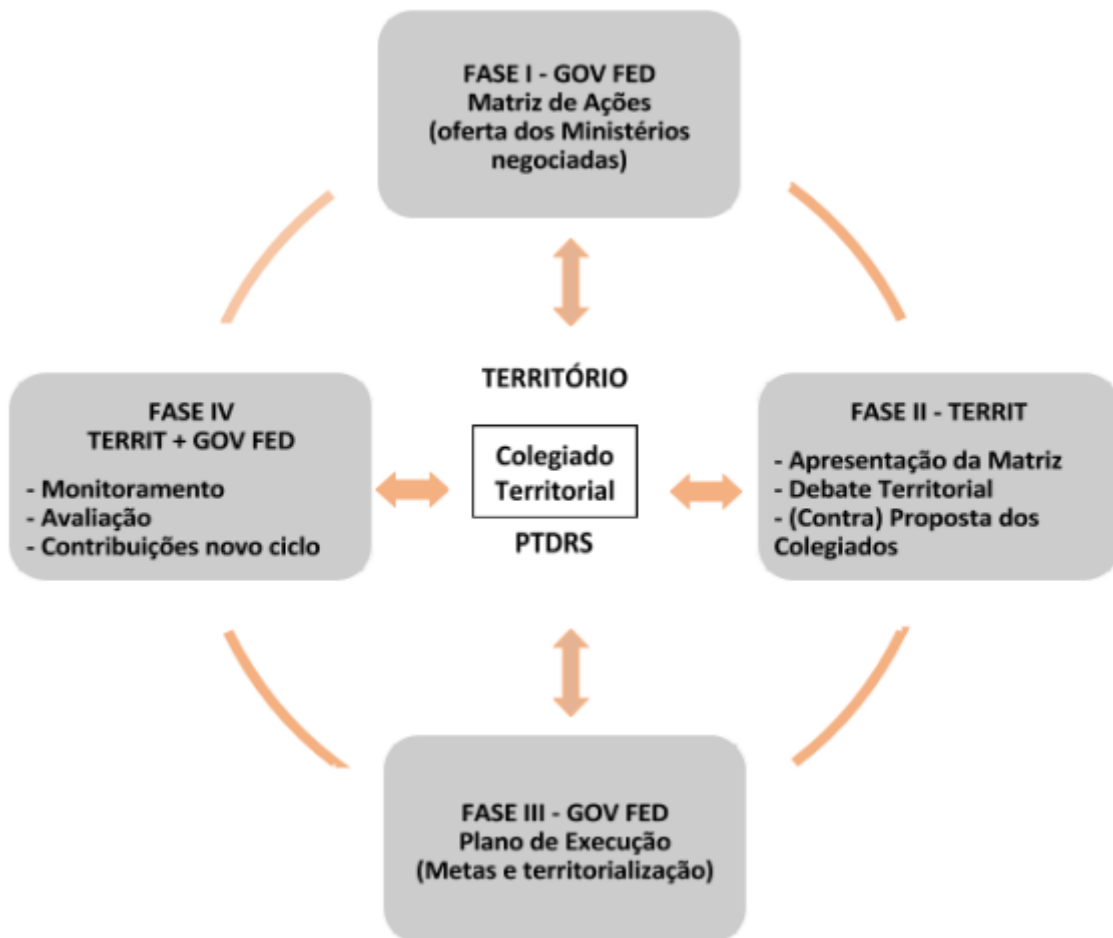 FASE I - GOV FED
Matriz de Ações
(oferta dos Ministérios
negociadas)
TERRITÓRIO
Colegiado
Territorial
PTDRS
FASE II - TERRIT
- Apresentação da Matriz
- Debate Territorial
- (Contra) Proposta dos
Colegiados
FASE III - GOV FED
Plano de Execução
(Metas e territorialização)
FASE IV
TERRIT + GOV FED
- Monitoramento
- Avaliação
- Contribuições novo ciclo